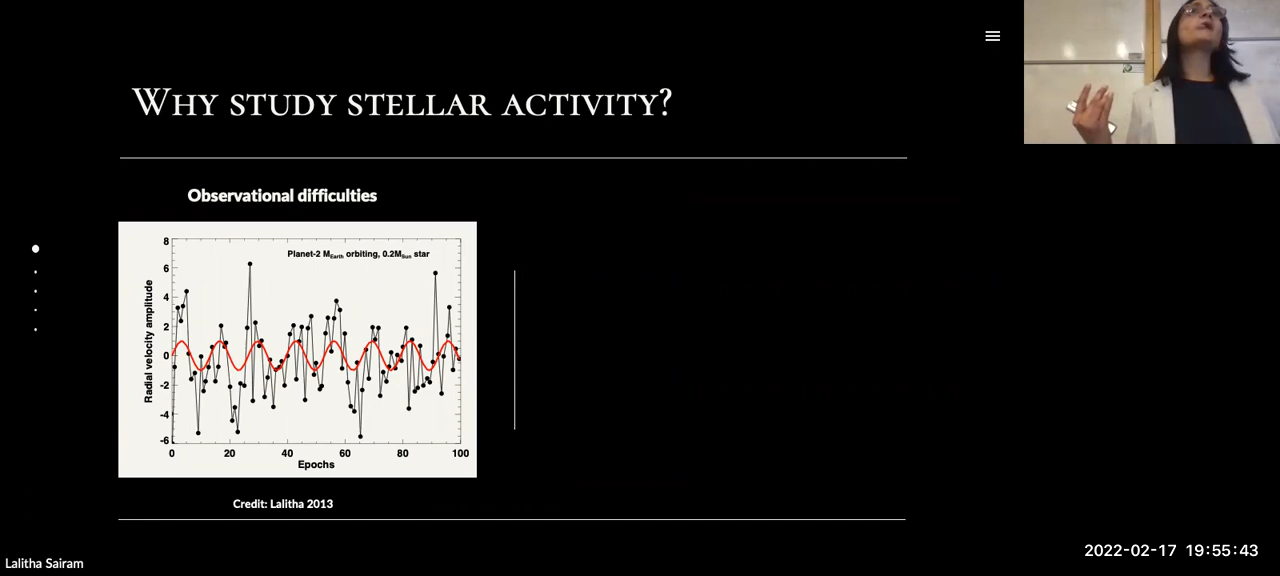 WHY STUDY STELLAR ACTIVITY?
Observational difficulties
Planet-2 MEarth orbiting, 0.2MSun star
Radial velocity amplitude
8
6
4
2
0
-2
-4
-6
0 20 40 60 80 100
Epochs
Credit: Lalitha 2013
Lalitha Sairam
2022-02-17 19:55:43